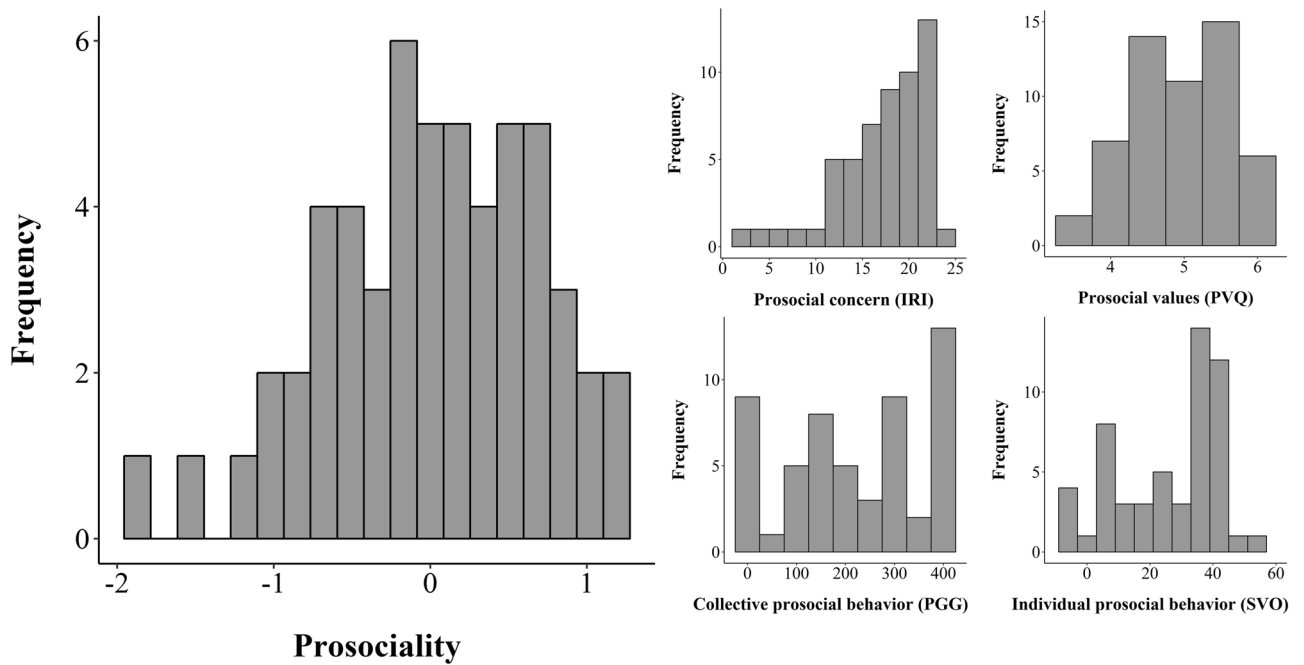 Frequency
6
4
2
0
-2 -1 0 1
Prosociality
Frequency
10
5
0
0 5 10 15 20 25
Prosocial concern (IRI)
Frequency
15
10
5
0
4 5 6
Prosocial values (PVQ)
Frequency
10
5
0
0 100 200 300 400
Collective prosocial behavior (PGG)
Frequency
10
5
0
0 20 40 60
Individual prosocial behavior (SVO)